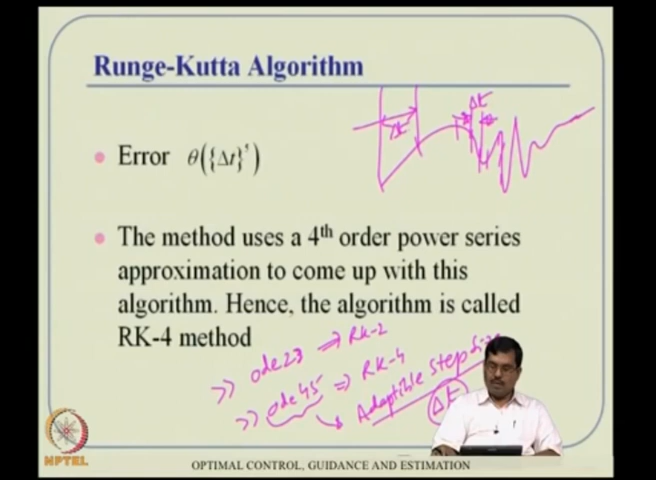 Runge-Kutta Algorithm
Δt
Δt
Error θ({Δt}⁵)
The method uses a 4th order power series
approximation to come up with this
algorithm. Hence, the algorithm is called
RK-4 method
>> ode23 ⇒ RK-2
>> ode45 ⇒ RK-4
Adaptible step size
(Δt)
NPTEL
OPTIMAL CONTROL, GUIDANCE AND ESTIMATION